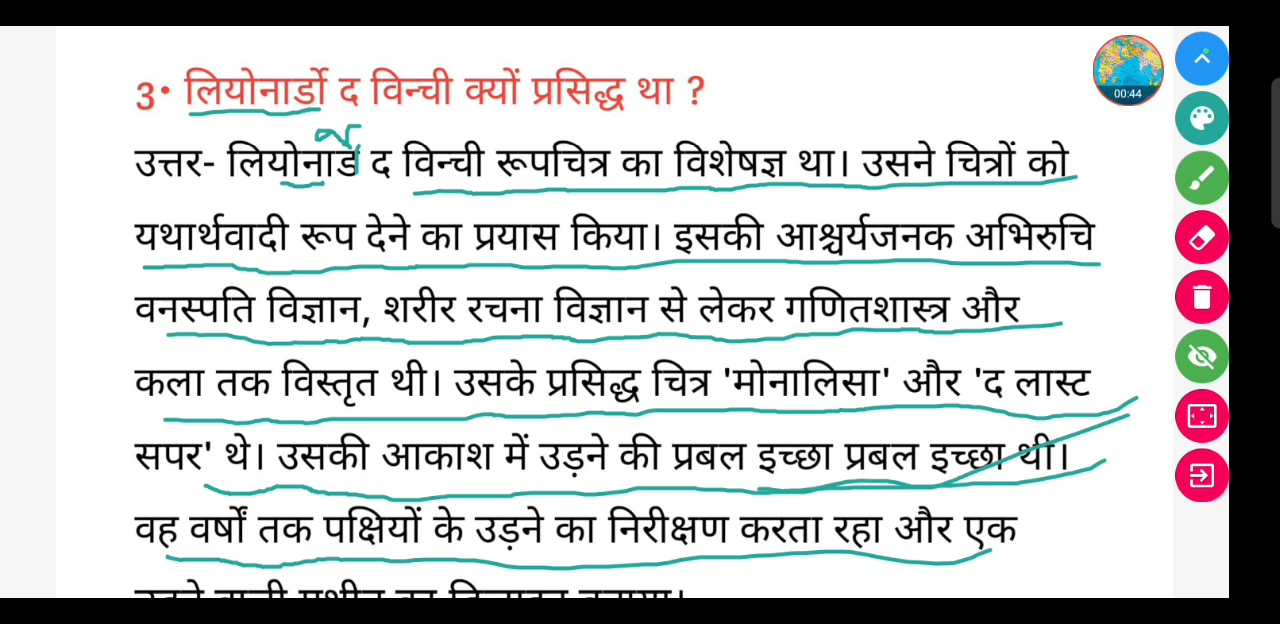 3• लियोनार्डो द विन्ची क्यों प्रसिद्ध था ?
उत्तर- लियोनार्ड द विन्ची रूपचित्र का विशेषज्ञ था। उसने चित्रों को
यथार्थवादी रूप देने का प्रयास किया। इसकी आश्चर्यजनक अभिरुचि
वनस्पति विज्ञान, शरीर रचना विज्ञान से लेकर गणितशास्त्र और
कला तक विस्तृत थी। उसके प्रसिद्ध चित्र 'मोनालिसा' और 'द लास्ट
सपर' थे। उसकी आकाश में उड़ने की प्रबल इच्छा प्रबल इच्छा थी।
वह वर्षों तक पक्षियों के उड़ने का निरीक्षण करता रहा और एक
00:44